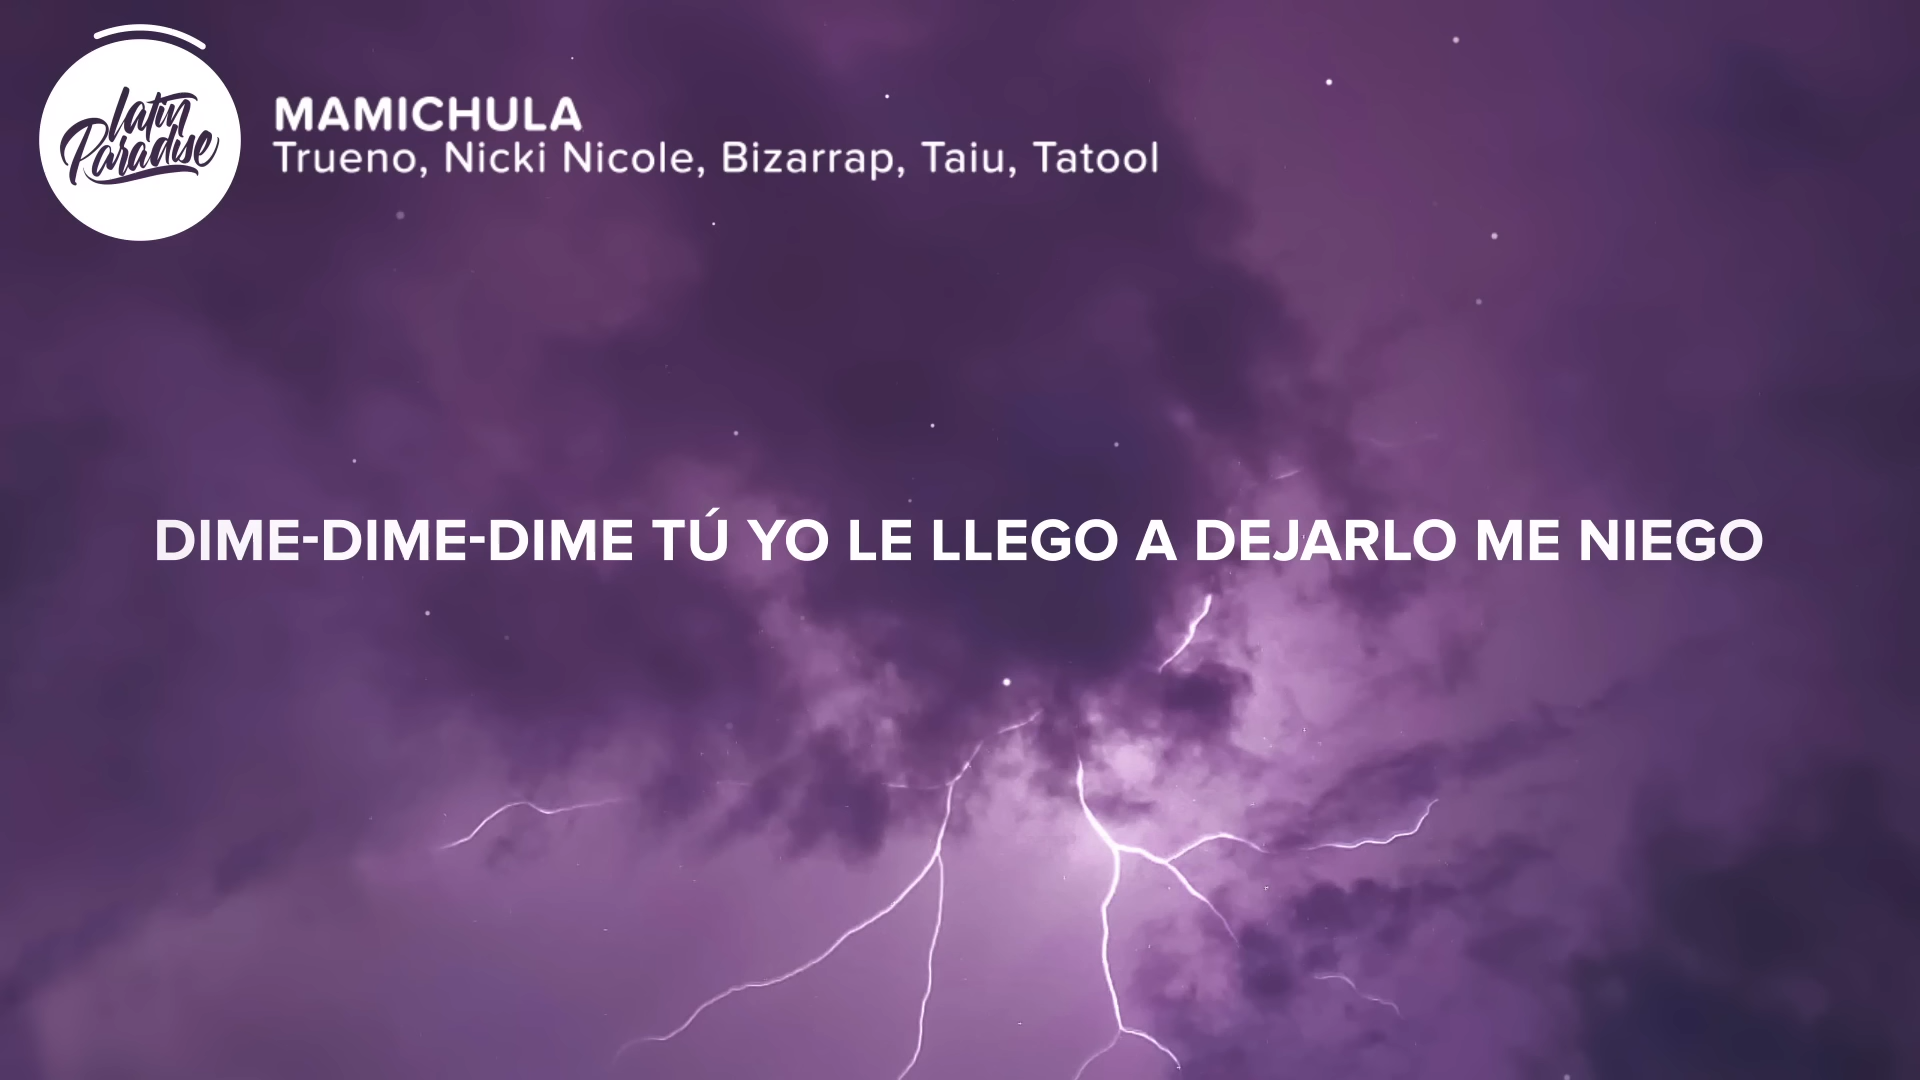 latin
Paradise
MAMICHULA
Trueno, Nicki Nicole, Bizarrap, Taiu, Tatool
DIME-DIME-DIME TÚ YO LE LLEGO A DEJARLO ME NIEGO